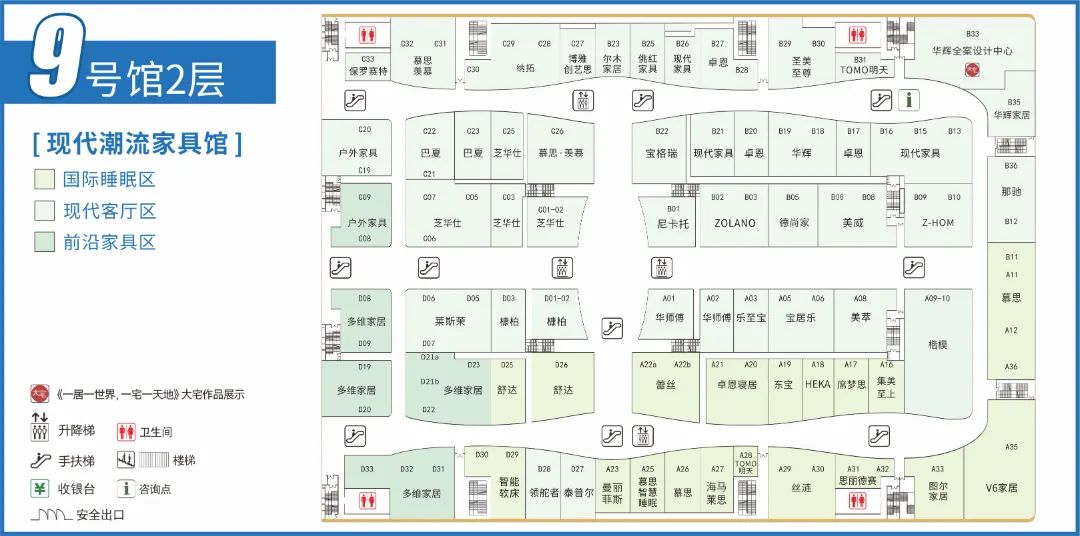 9号馆2层
[ 现代潮流家具馆 ]
国际睡眠区
现代客厅区
前沿家具区
大宅 《一居一世界，一宅一天地》大宅作品展示
升降梯
卫生间
手扶梯
楼梯
¥ 收银台
i 咨询点
安全出口
C33
保罗赛特
C32 C31
慕思
羡慕
C30
C29 C28
纳拓
C27
博雅
创艺思
B23
尔木
家居
B25
佻红
家具
B26
现代
家具
B27
卓恩
B28
B29 B30
圣美
至尊
B31
TOMO明天
B33
华辉全案设计中心
大宅
B35
华辉家居
i
C20
户外家具
C19
C22
巴夏
C21
C23
巴夏
C25
芝华仕
C26
慕思·羡慕
B22
宝格瑞
B21
现代家具
B20
卓恩
B19 B18
华辉
B17
卓恩
B16 B15 B13
现代家具
B36
那驰
B12
C09
户外家具
C08
C07 C05
芝华仕
C06
C03
芝华仕
C01-02
芝华仕
B01
尼卡托
B02 B03
ZOLANO
B05
德尚家
B06 B08
美威
B09 B10
Z-HOM
B11
A11
慕思
A12
A36
D08
多维家居
D09
D06 D05
莱斯荣
D07
D03
槺柏
D01-02
槺柏
A01
华师傅
A02
华师傅
A03
乐至宝
A05 A06
宝居乐
A08
美萃
A09-10
楷模
D19
多维家居
D20
D21a
D21b
D22
D23
多维家居
D25
舒达
D26
舒达
A22a A22b
蕾丝
A21 A20
卓恩寝居
A19
东宝
A18
HEKA
A17
席梦思
A16
集美
至上
D33
D32 D31
多维家居
D30 D29
智能
软床
D28
领舵者
D27
泰普尔
A23
曼丽
菲斯
A25
慕思
智慧
睡眠
A26
慕思
A27
海马
莱思
A28
TOMO
明天
A29 A30
丝涟
A31 A32
思丽德赛
A33
图尔
家居
A35
V6家居